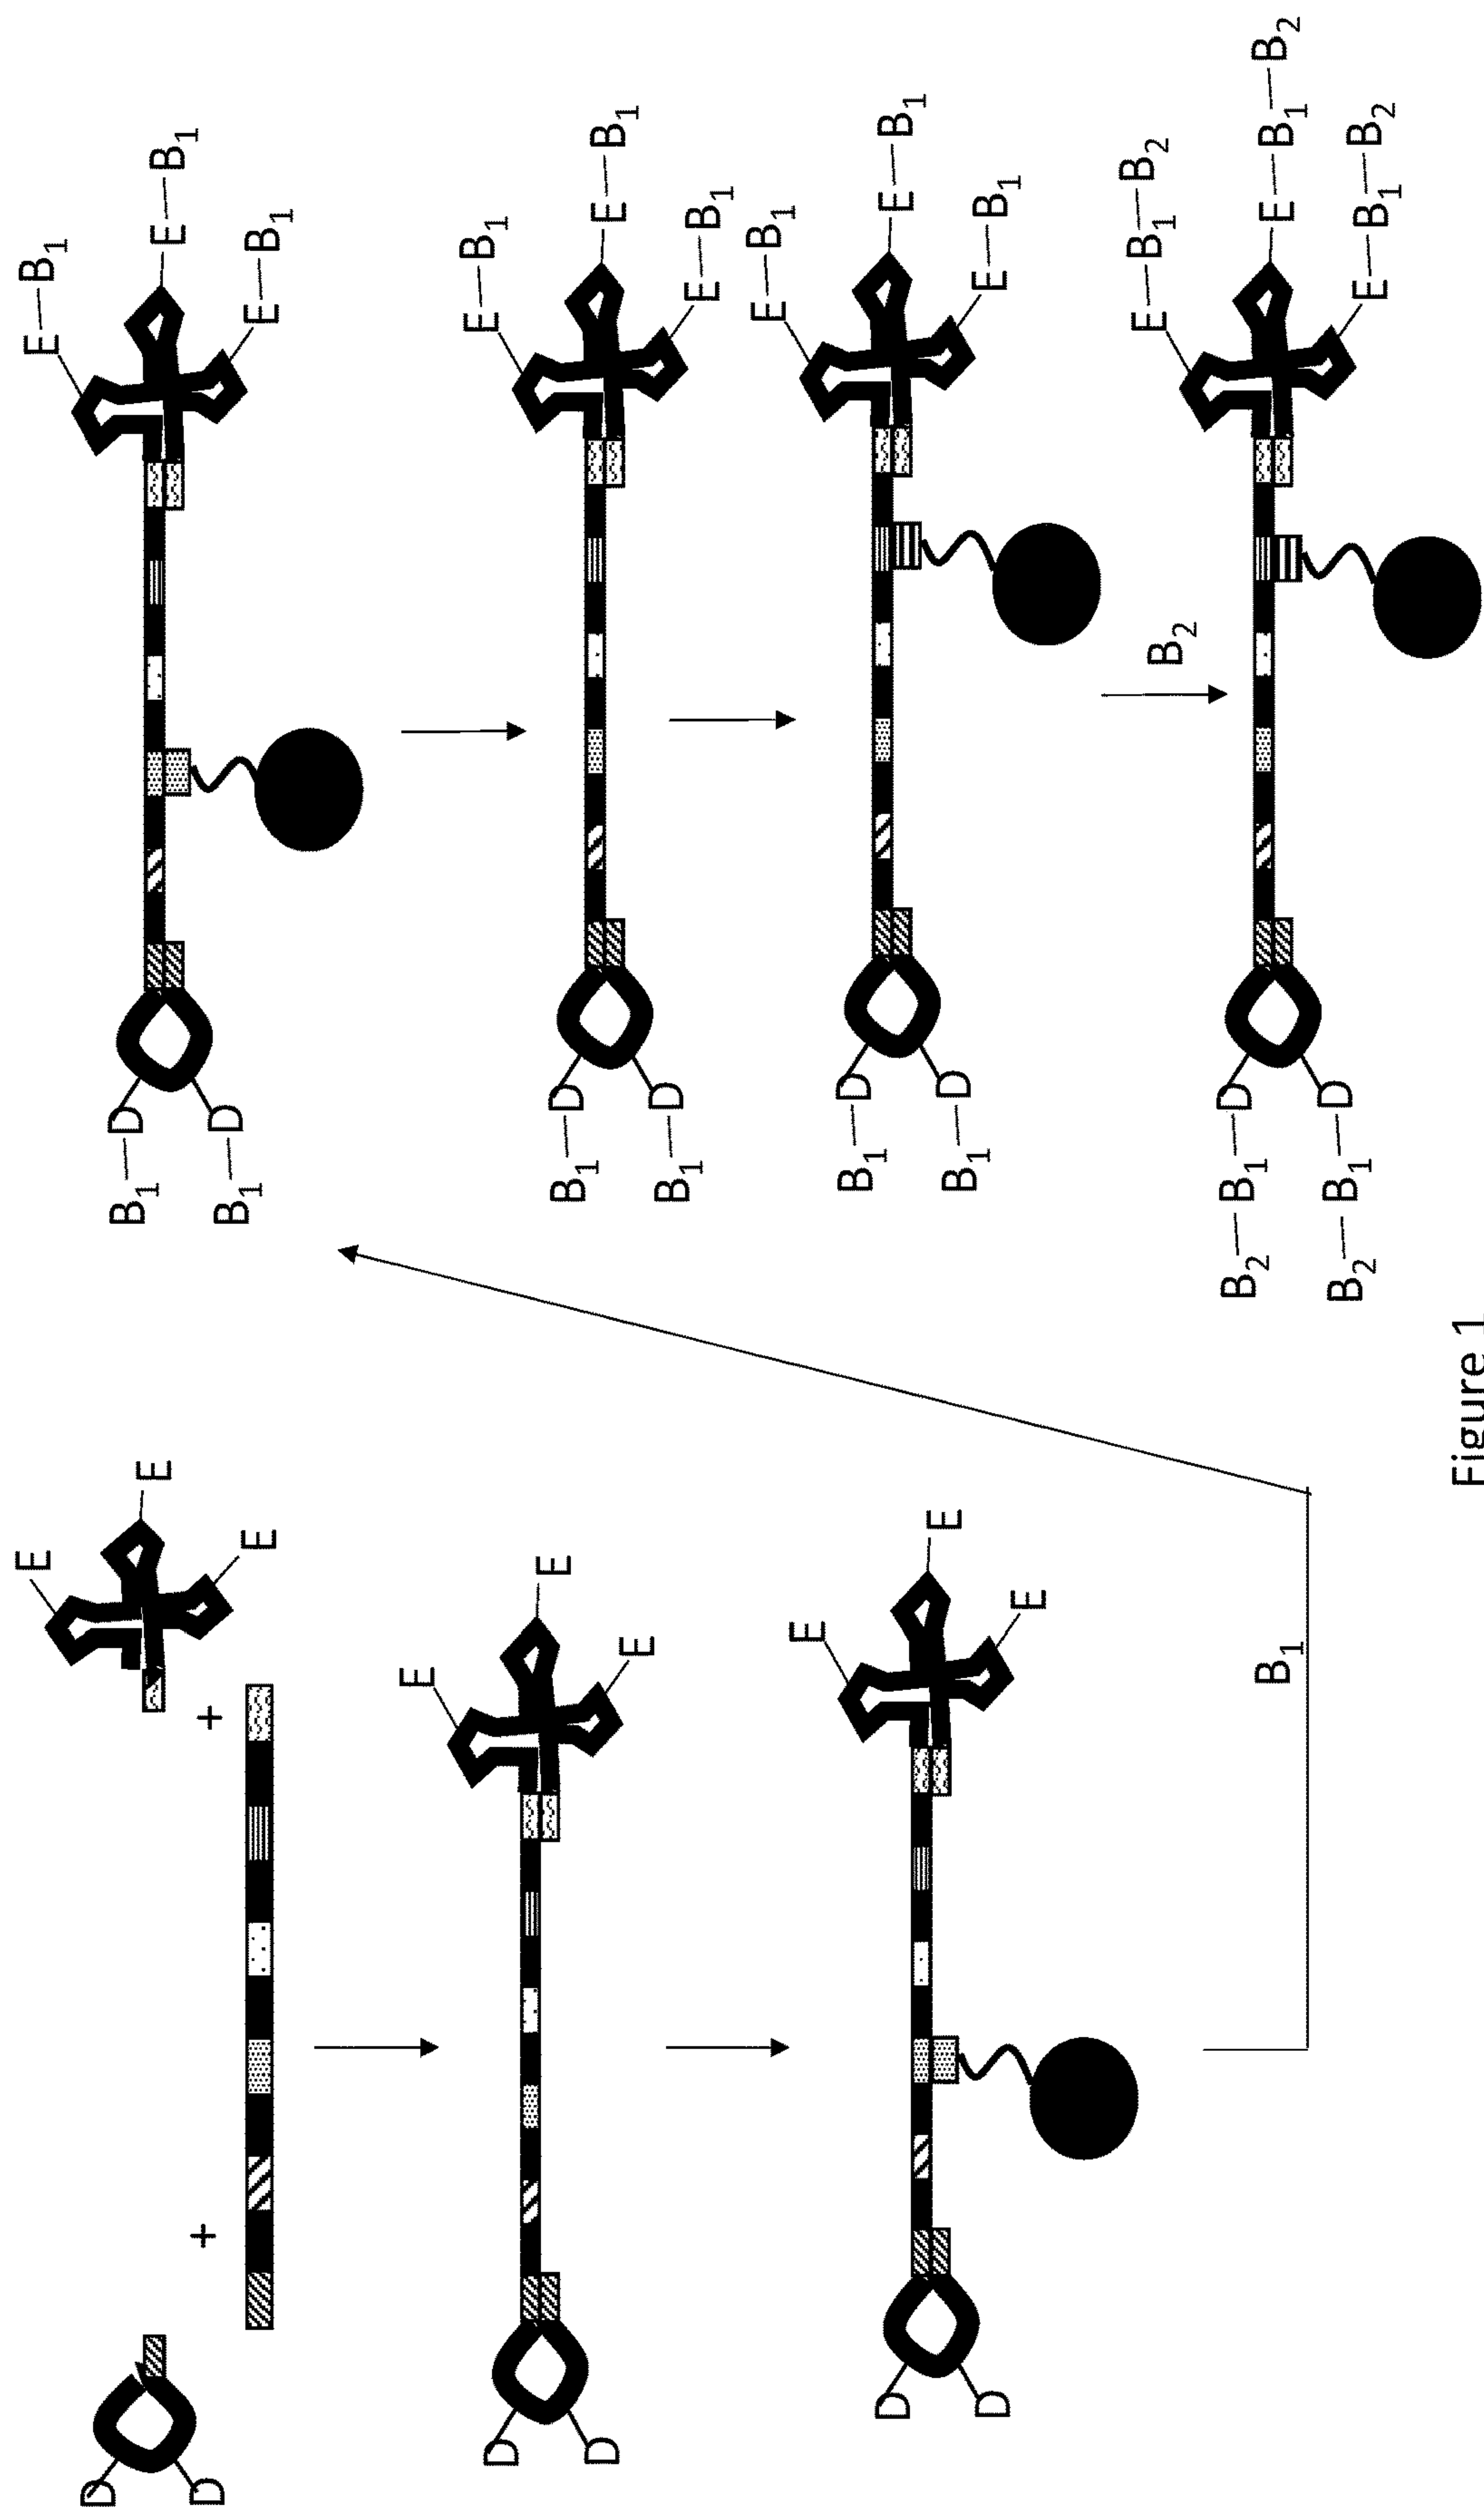 E
D E
D E
+ +
E
D E
D E
E
D E
D E
B₁
E—B₁
B₁—D E—B₁
B₁—D E—B₁
E—B₁
B₁—D E—B₁
B₁—D E—B₁
E—B₁
B₁—D E—B₁
B₁—D E—B₁
B₂
E—B₁—B₂
B₂—B₁—D E—B₁—B₂
B₂—B₁—D E—B₁—B₂
Figure 1